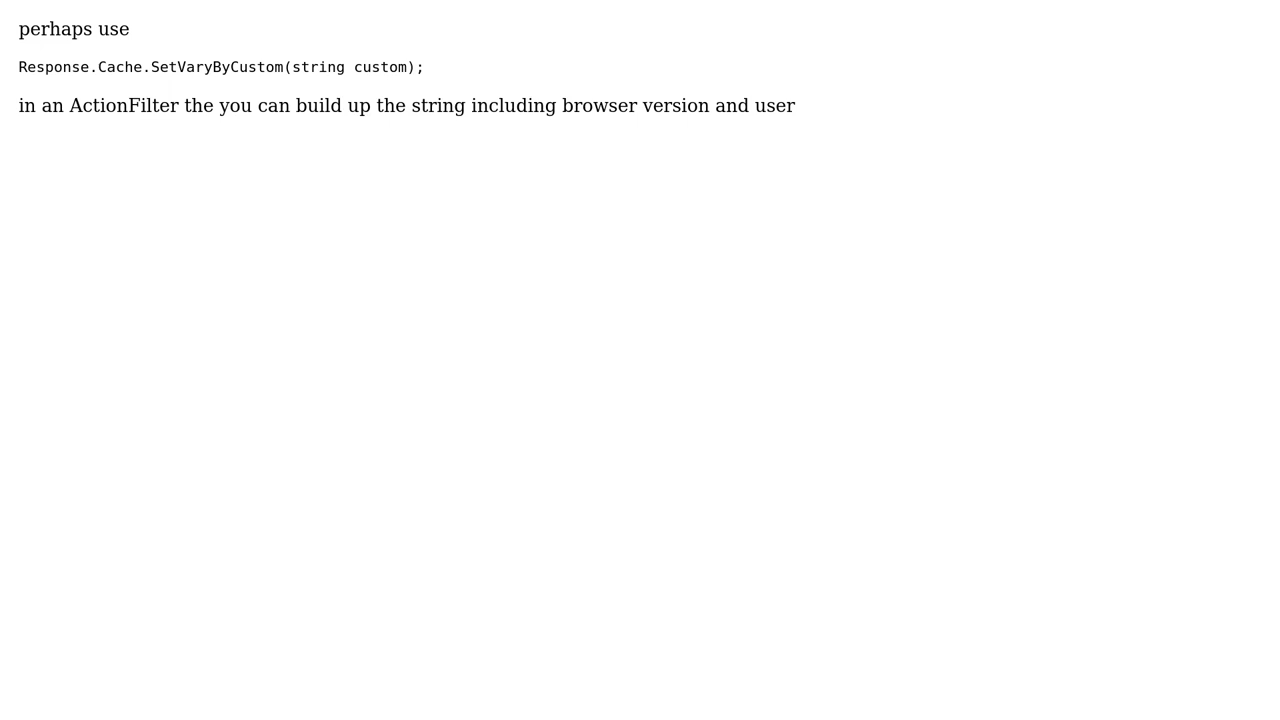 perhaps use
Response.Cache.SetVaryByCustom(string custom);
in an ActionFilter the you can build up the string including browser version and user